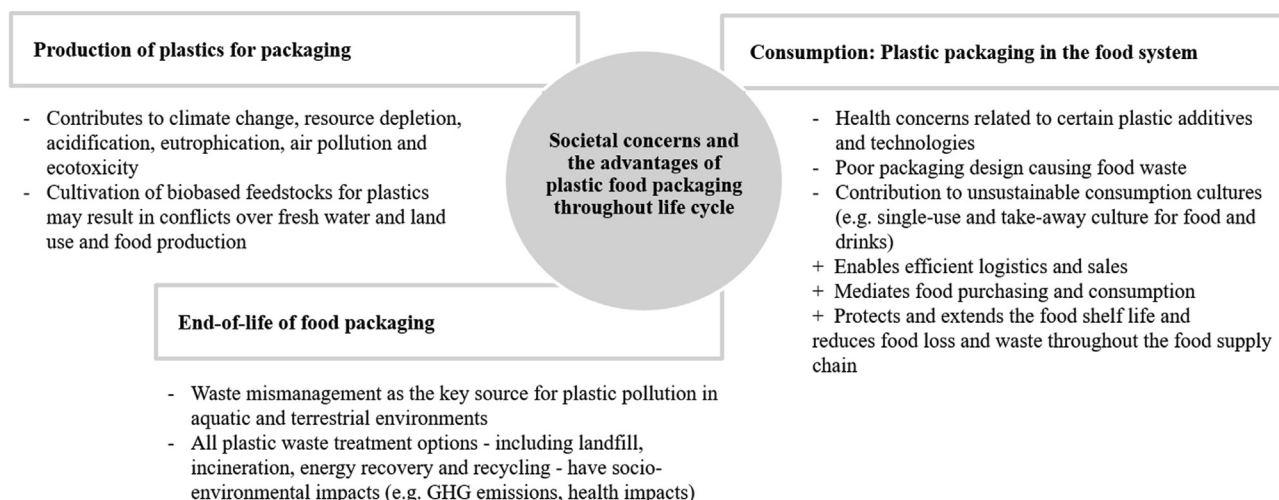 Production of plastics for packaging
- Contributes to climate change, resource depletion,
acidification, eutrophication, air pollution and
ecotoxicity
- Cultivation of biobased feedstocks for plastics
may result in conflicts over fresh water and land
use and food production
Societal concerns and
the advantages of
plastic food packaging
throughout life cycle
Consumption: Plastic packaging in the food system
- Health concerns related to certain plastic additives
and technologies
- Poor packaging design causing food waste
- Contribution to unsustainable consumption cultures
(e.g. single-use and take-away culture for food and
drinks)
+ Enables efficient logistics and sales
+ Mediates food purchasing and consumption
+ Protects and extends the food shelf life and
reduces food loss and waste throughout the food supply
chain
End-of-life of food packaging
- Waste mismanagement as the key source for plastic pollution in
aquatic and terrestrial environments
- All plastic waste treatment options - including landfill,
incineration, energy recovery and recycling - have socio-
environmental impacts (e.g. GHG emissions, health impacts)